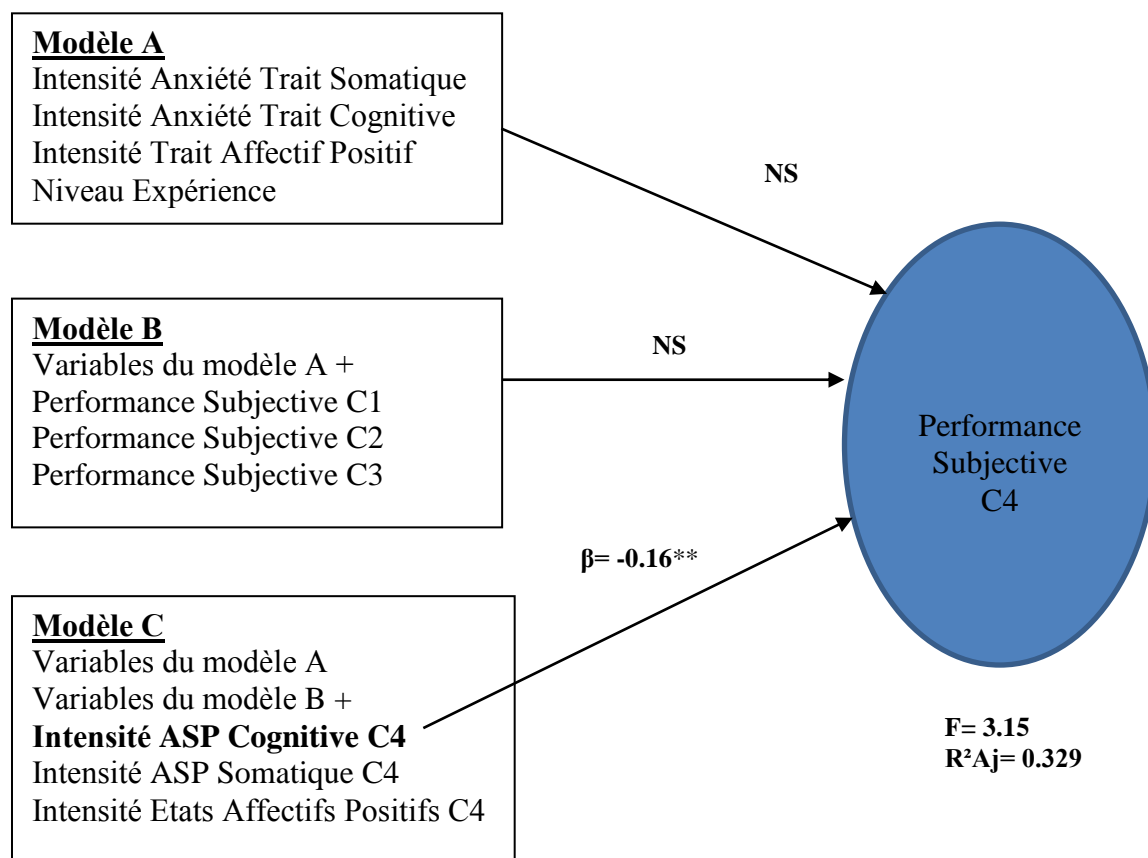 Modèle A
Intensité Anxiété Trait Somatique
Intensité Anxiété Trait Cognitive
Intensité Trait Affectif Positif
Niveau Expérience
NS
Modèle B
Variables du modèle A +
Performance Subjective C1
Performance Subjective C2
Performance Subjective C3
NS
Performance
Subjective
C4
β= -0.16**
Modèle C
Variables du modèle A
Variables du modèle B +
Intensité ASP Cognitive C4
Intensité ASP Somatique C4
Intensité Etats Affectifs Positifs C4
F= 3.15
R²Aj= 0.329